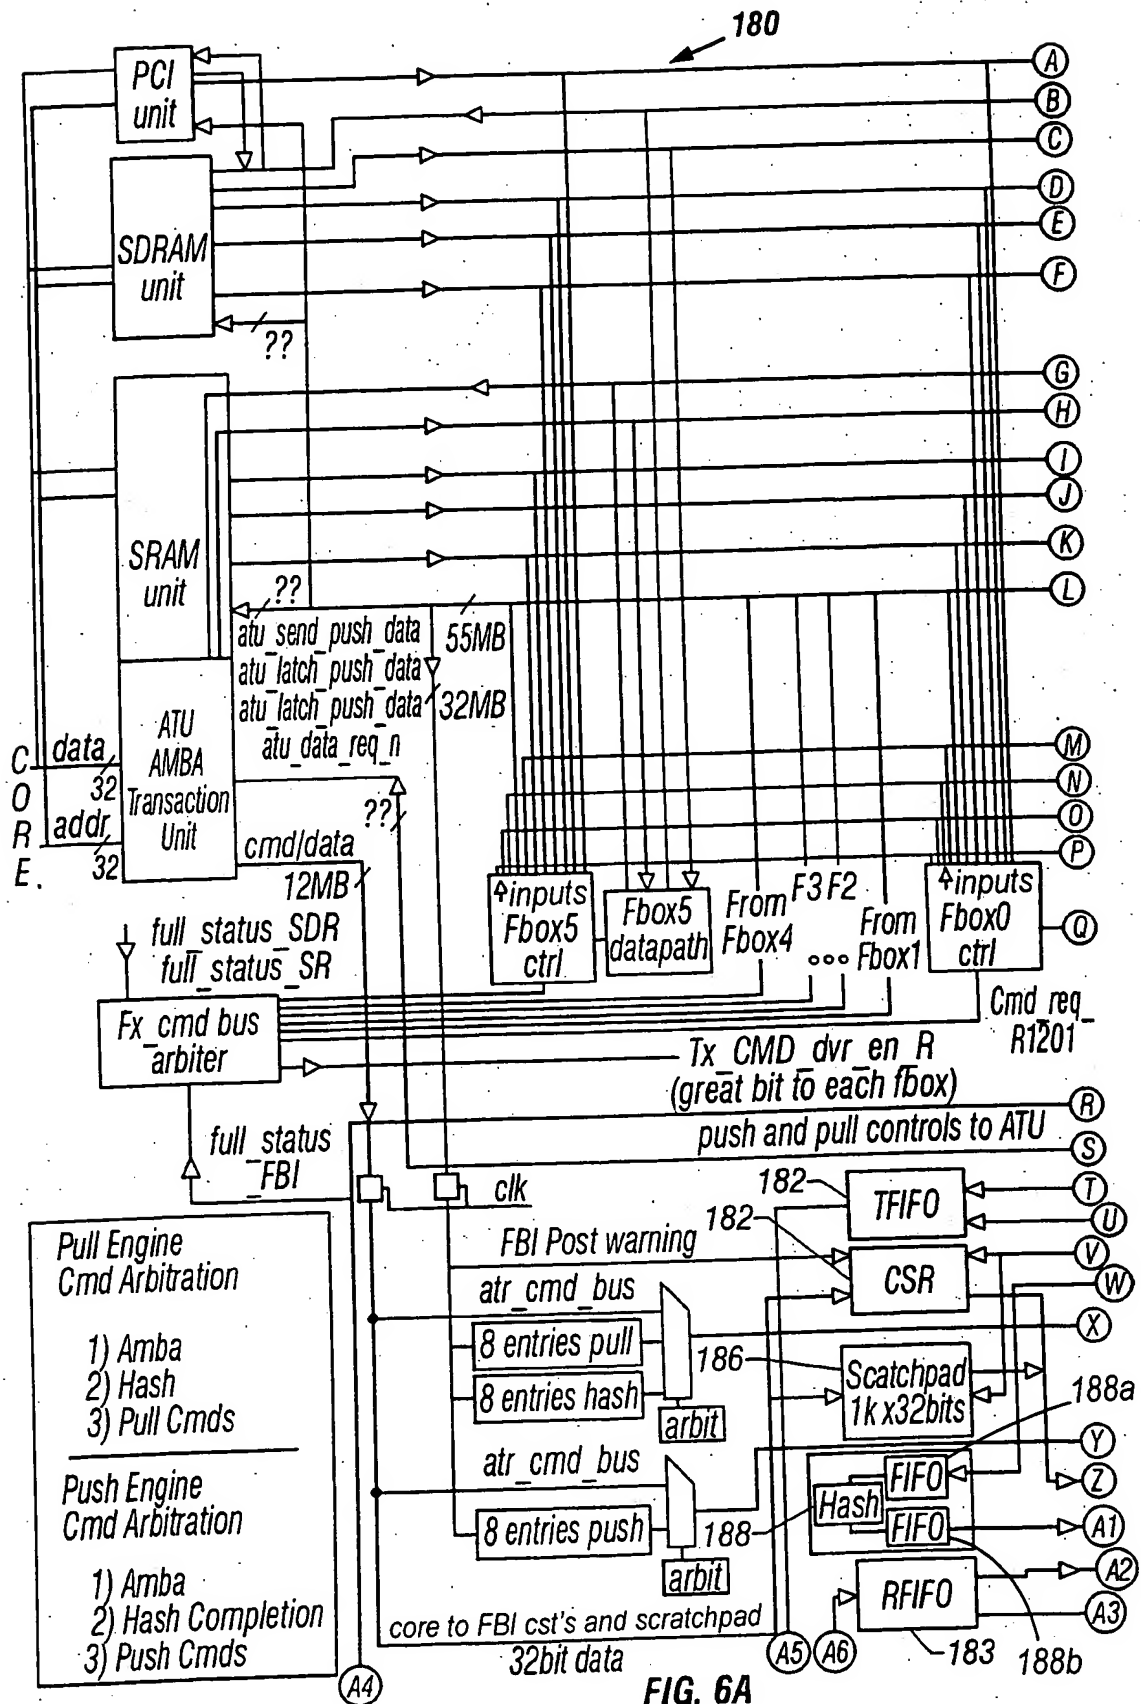 180
PCI
unit
A
B
C
D
E
F
SDRAM
unit
??
G
H
I
J
K
L
SRAM
unit
??
atu_send_push_data
55MB
atu_latch_push_data
atu_latch_push_data
32MB
atu_data_req_n
ATU
AMBA
Transaction
Unit
CORE.
data
32
addr
32
??
cmd/data
12MB
M
N
O
P
Q
inputs
Fbox5
ctrl
Fbox5
datapath
From
Fbox4
F3 F2
From
Fbox1
inputs
Fbox0
ctrl
full_status_SDR
full_status_SR
Fx_cmd bus
arbiter
Cmd_req_
R1201
Tx_CMD_dvr_en_R
(great bit to each fbox)
R
push and pull controls to ATU
S
full_status
_FBI
clk
182
TFIFO
T
U
182
FBI Post warning
CSR
V
W
Pull Engine
Cmd Arbitration
1) Amba
2) Hash
3) Pull Cmds
Push Engine
Cmd Arbitration
1) Amba
2) Hash Completion
3) Push Cmds
atr_cmd_bus
8 entries pull
8 entries hash
arbit
X
186
Scatchpad
1k x32bits
188a
Y
atr_cmd_bus
8 entries push
arbit
188
Hash
FIFO
FIFO
Z
A1
RFIFO
A2
A3
core to FBI cst's and scratchpad
32bit data
A4
A5
A6
183
188b
FIG. 6A